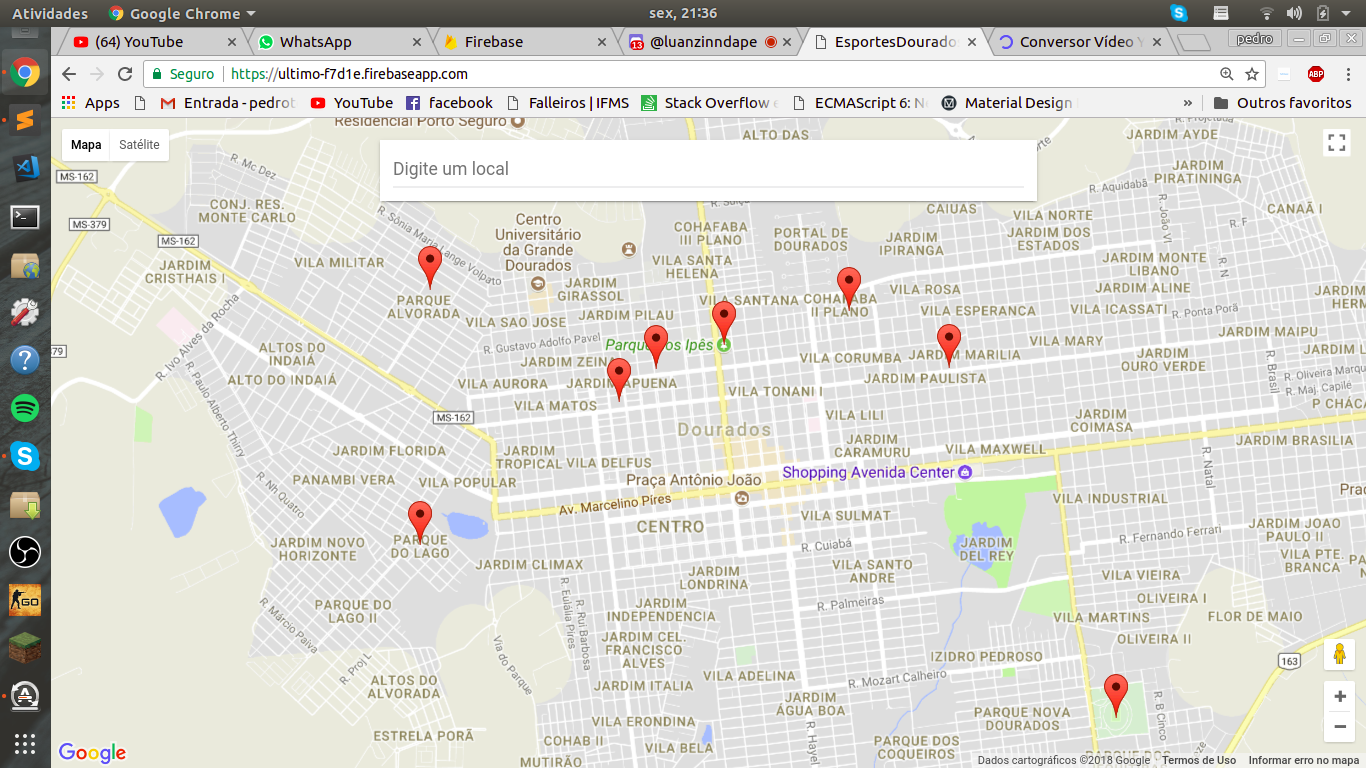 Atividades
Google Chrome
sex, 21:36
(64) YouTube
WhatsApp
Firebase
13
@luanzinndape
EsportesDourado
Conversor Vídeo Y
pedro
Seguro
https://ultimo-f7d1e.firebaseapp.com
ABP
Apps
Entrada - pedrot
YouTube
facebook
Falleiros | IFMS
Stack Overflow e
ECMAScript 6: N
Material Design
»
Outros favoritos
Mapa
Satélite
Digite um local
Residencial Porto Seguro
ALTO DAS
R. Projetada
JARDIM AYDE
MS-162
R. Mc Dez
JARDIM
PIRATININGA
R. Aquidabã
CONJ. RES.
MONTE CARLO
R. Sônia Maria Lange Volpato
R. Suiça
CAIUAS
VILA NORTE
R. João VI
CANAÃ I
R. F
MS-379
MS-162
Centro
Universitário
da Grande
Dourados
COHAFABA
III PLANO
PORTAL DE
DOURADOS
JARDIM
IPIRANGA
JARDIM DOS
ESTADOS
JARDIM
CRISTHAIS I
VILA MILITAR
VILA SANTA
HELENA
JARDIM MONTE
LIBANO
R. N
JARDIM
GIRASSOL
VILA ROSA
JARDIM ALINE
JARDIM
HERN
PARQUE
ALVORADA
VILA SANTANA
COHAFABA
II PLANO
VILA ESPERANCA
VILA ICASSATI
R. Ponta Porã
R. Ivo Alves da Rocha
VILA SAO JOSE
JARDIM PILAU
JARDIM MAIPU
379
ALTOS DO
INDAIÁ
R. Gustavo Adolfo Pavel
Parque dos Ipês
VILA MARY
JARDIM ZEINA
VILA CORUMBA
JARDIM MARILIA
JARDIM
OURO VERDE
R. Brasil
R. Oliveira Marqu
R. Maj. Capilé
ALTO DO INDAIÁ
VILA AURORA
JARDIM APUENA
VILA TONANI I
JARDIM PAULISTA
P CHÁCA
R. Paulo Alberto Thiry
MS-162
VILA MATOS
VILA LILI
JARDIM
COIMASA
Dourados
JARDIM
CARAMURU
VILA MAXWELL
JARDIM BRASILIA
JARDIM FLORIDA
JARDIM
TROPICAL
VILA DELFUS
Shopping Avenida Center
R. Natal
PANAMBI VERA
VILA POPULAR
Praça Antônio João
VILA INDUSTRIAL
Pra
R. Nh Quatro
Av. Marcelino Pires
CENTRO
VILA SULMAT
JARDIM JOAO
PAULO II
R. Fernando Ferrari
JARDIM NOVO
HORIZONTE
PARQUE
DO LAGO
R. Cuiabá
JARDIM
DEL REY
VILA PTE.
BRANCA
JARDIM CLIMAX
JARDIM
LONDRINA
VILA SANTO
ANDRE
VILA VIEIRA
OLIVEIRA I
R. Márcio Paiva
PARQUE DO
LAGO II
R. Eulália Pires
R. Rui Barbosa
JARDIM
INDEPENDENCIA
R. Palmeiras
VILA MARTINS
FLOR DE MAIO
JARDIM CEL.
FRANCISCO
ALVES
OLIVEIRA II
Via do Parque
IZIDRO PEDROSO
163
R. Proj L
ALTOS DO
ALVORADA
JARDIM ITALIA
VILA ADELINA
R. Mozart Calheiro
JARDIM
ÁGUA BOA
PARQUE NOVA
DOURADOS
R. B Cinco
VILA ERONDINA
R. Hayel
ESTRELA PORÃ
COHAB II
VILA BELA
PARQUE DOS
COQUEIROS
PARQUE DOS
MUTIRÃO
Google
Dados cartográficos ©2018 Google
Termos de Uso
Informar erro no mapa